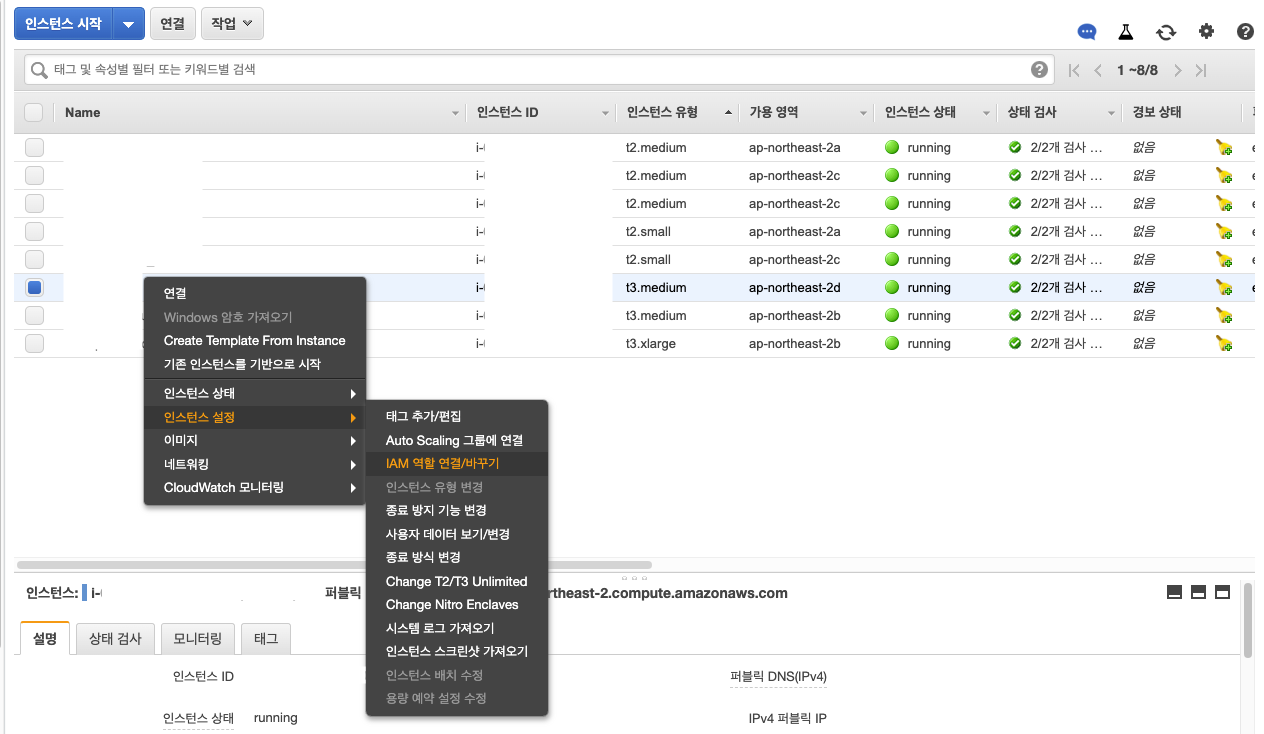 인스턴스 시작 연결 작업
태그 및 속성별 필터 또는 키워드별 검색 1 ~8/8
Name 인스턴스 ID 인스턴스 유형 가용 영역 인스턴스 상태 상태 검사 경보 상태
t2.medium ap-northeast-2a running 2/2개 검사 ... 없음
t2.medium ap-northeast-2c running 2/2개 검사 ... 없음
t2.medium ap-northeast-2c running 2/2개 검사 ... 없음
t2.small ap-northeast-2a running 2/2개 검사 ... 없음
t2.small ap-northeast-2c running 2/2개 검사 ... 없음
t3.medium ap-northeast-2d running 2/2개 검사 ... 없음
t3.medium ap-northeast-2b running 2/2개 검사 ... 없음
t3.xlarge ap-northeast-2b running 2/2개 검사 ... 없음
연결
Windows 암호 가져오기
Create Template From Instance
기존 인스턴스를 기반으로 시작
인스턴스 상태
인스턴스 설정
이미지
네트워킹
CloudWatch 모니터링
태그 추가/편집
Auto Scaling 그룹에 연결
IAM 역할 연결/바꾸기
인스턴스 유형 변경
종료 방지 기능 변경
사용자 데이터 보기/변경
종료 방식 변경
Change T2/T3 Unlimited
Change Nitro Enclaves
시스템 로그 가져오기
인스턴스 스크린샷 가져오기
인스턴스 배치 수정
용량 예약 설정 수정
인스턴스: 퍼블릭 rtheast-2.compute.amazonaws.com
설명 상태 검사 모니터링 태그
인스턴스 ID 퍼블릭 DNS(IPv4)
인스턴스 상태 running IPv4 퍼블릭 IP